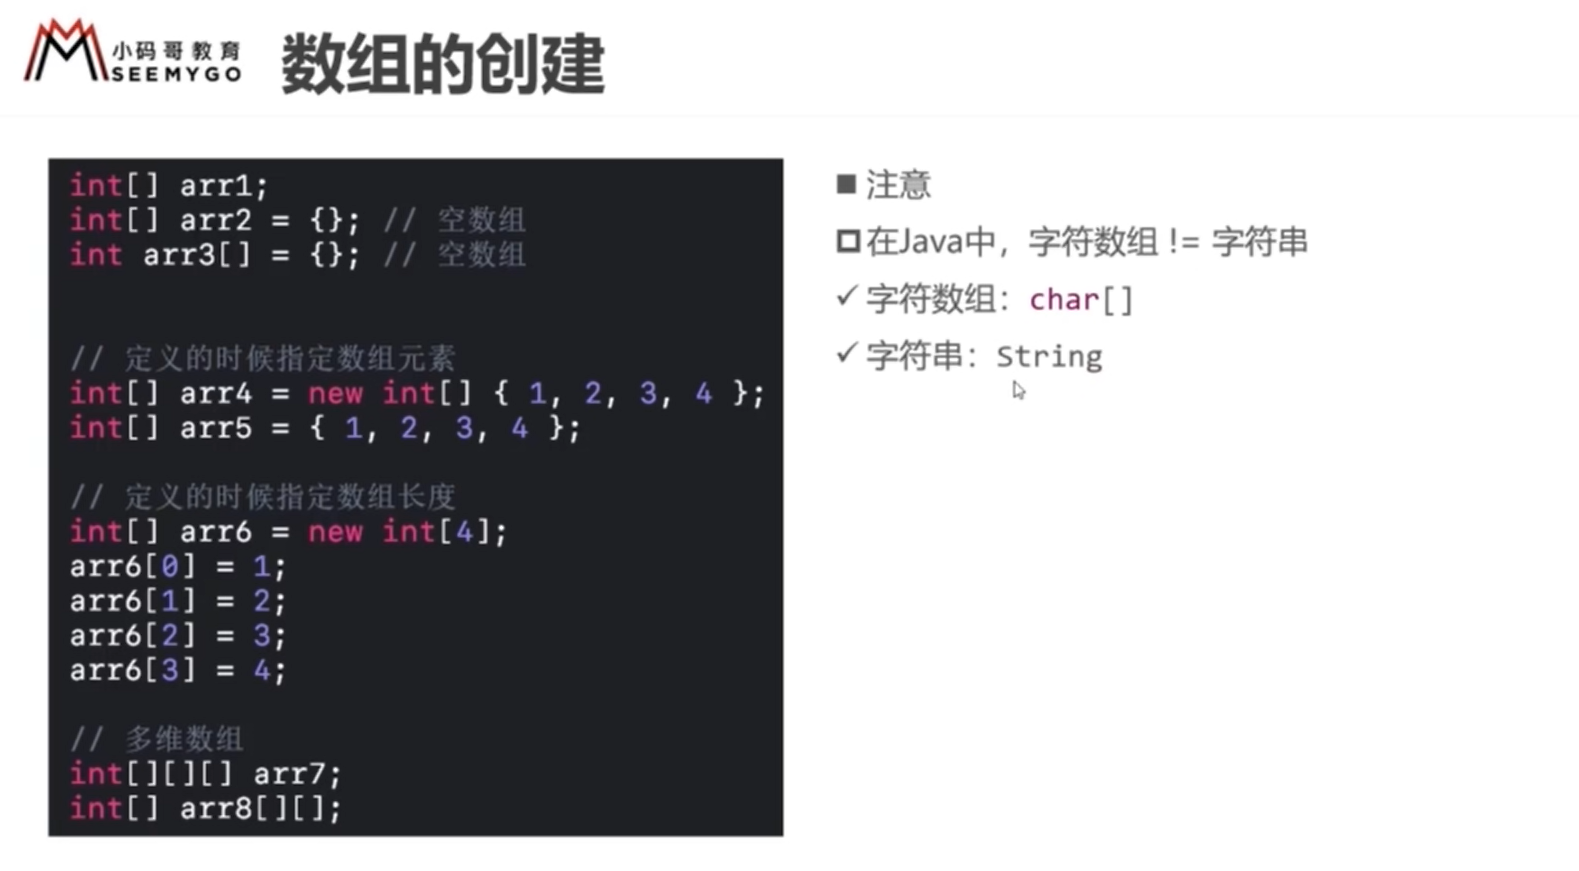 小码哥教育
SEEMYGO
数组的创建
int[] arr1;
int[] arr2 = {}; // 空数组
int arr3[] = {}; // 空数组
// 定义的时候指定数组元素
int[] arr4 = new int[] { 1, 2, 3, 4 };
int[] arr5 = { 1, 2, 3, 4 };
// 定义的时候指定数组长度
int[] arr6 = new int[4];
arr6[0] = 1;
arr6[1] = 2;
arr6[2] = 3;
arr6[3] = 4;
// 多维数组
int[][][] arr7;
int[] arr8[][];
注意
在Java中，字符数组 != 字符串
字符数组：char[]
字符串：String